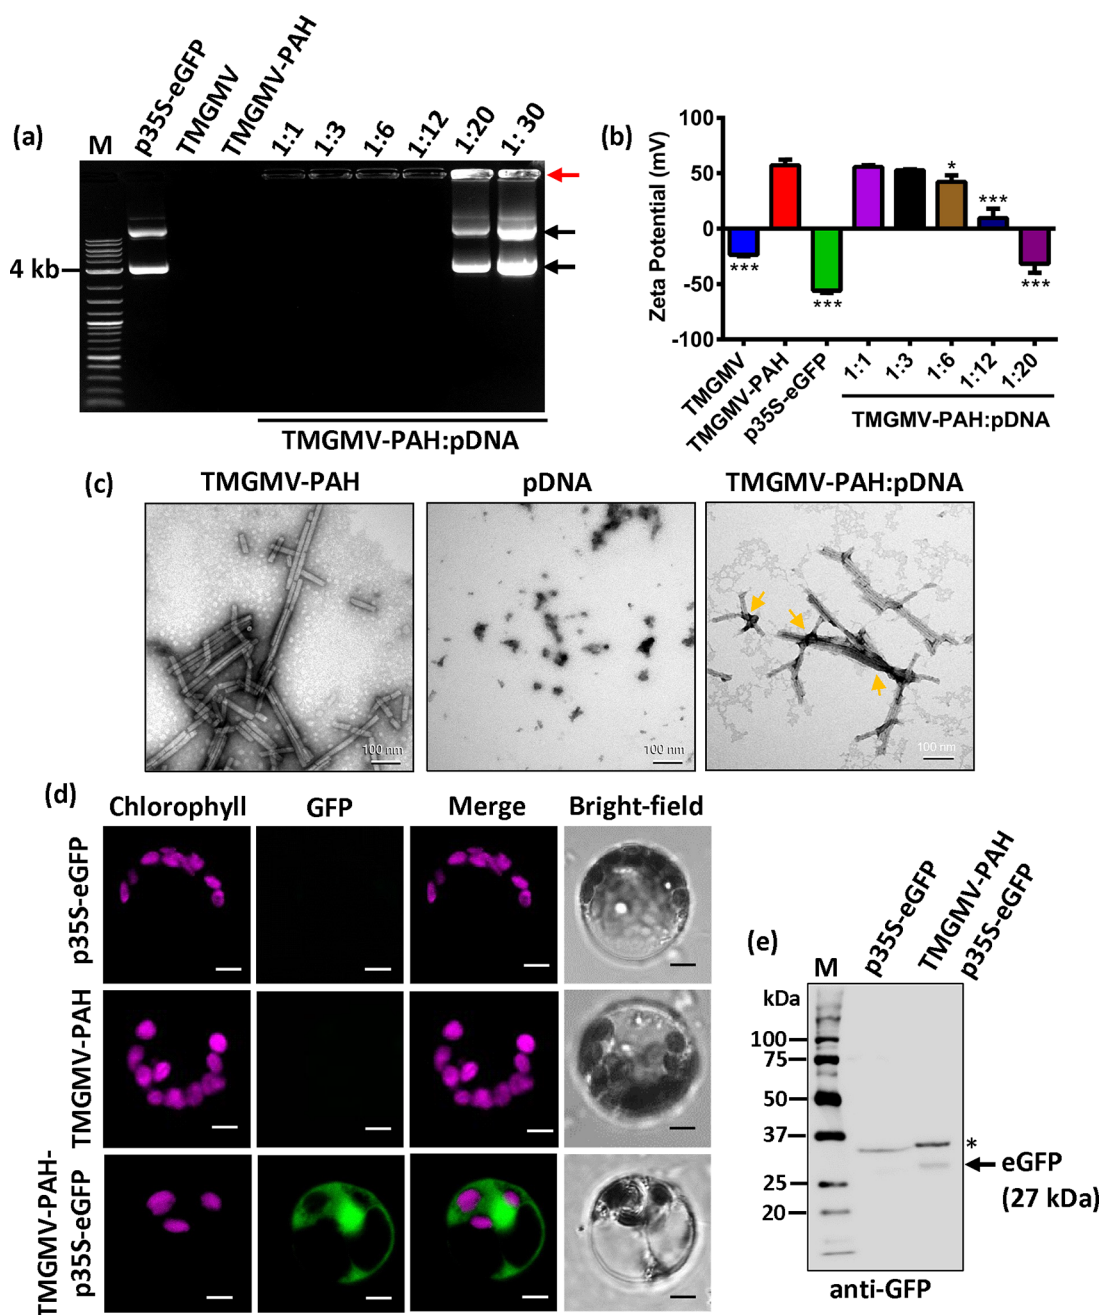 (a)
M
p35S-eGFP
TMGMV
TMGMV-PAH
1:1
1:3
1:6
1:12
1:20
1: 30
4 kb
TMGMV-PAH:pDNA
(b)
Zeta Potential (mV)
100
50
0
-50
-100
***
***
*
***
***
TMGMV
TMGMV-PAH
p35S-eGFP
1:1
1:3
1:6
1:12
1:20
TMGMV-PAH:pDNA
(c)
TMGMV-PAH
pDNA
TMGMV-PAH:pDNA
100 nm
100 nm
100 nm
(d)
Chlorophyll
GFP
Merge
Bright-field
p35S-eGFP
TMGMV-PAH
TMGMV-PAH-
p35S-eGFP
(e)
M
p35S-eGFP
TMGMV-PAH
p35S-eGFP
kDa
100
75
50
37
25
20
*
eGFP
(27 kDa)
anti-GFP